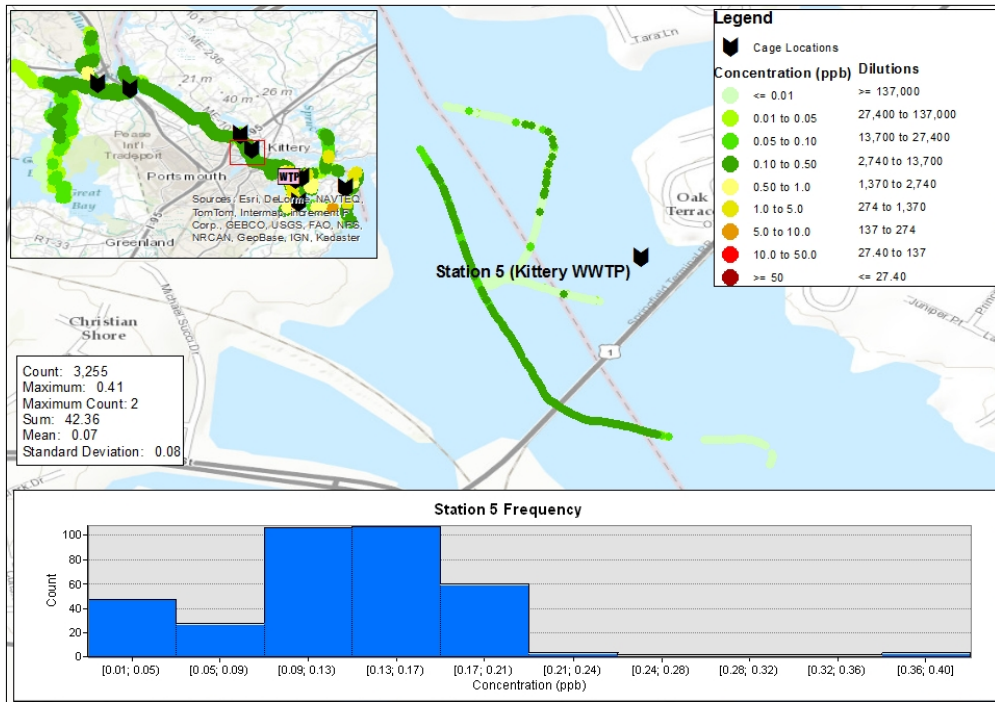 ME-236
21 m
40 m
26 m
ME-10
95
Pease
Int'l
Tradeport
Kittery
Portsmouth
WTP
Great
Bay
95
RT-33
Greenland
Sources: Esri, DeLorme, NAVTEQ,
TomTom, Intermap, increment P
Corp., GEBCO, USGS, FAO, NPS,
NRCAN, GeoBase, IGN, Kadaster
Tara Ln
Legend
Cage Locations
Concentration (ppb) Dilutions
<= 0.01 >= 137,000
0.01 to 0.05 27,400 to 137,000
0.05 to 0.10 13,700 to 27,400
0.10 to 0.50 2,740 to 13,700
0.50 to 1.0 1,370 to 2,740
1.0 to 5.0 274 to 1,370
5.0 to 10.0 137 to 274
10.0 to 50.0 27.40 to 137
>= 50 <= 27.40
Oak
Terrace
Station 5 (Kittery WWTP)
Juniper Pt
Michael Succi Dr
Christian
Shore
1
Count: 3,255
Maximum: 0.41
Maximum Count: 2
Sum: 42.36
Mean: 0.07
Standard Deviation: 0.08
Station 5 Frequency
Count
100
80
60
40
20
0
[0.01; 0.05) [0.05; 0.09) [0.09; 0.13) [0.13; 0.17) [0.17; 0.21) [0.21; 0.24) [0.24; 0.28) [0.28; 0.32) [0.32; 0.36) [0.36; 0.40]
Concentration (ppb)